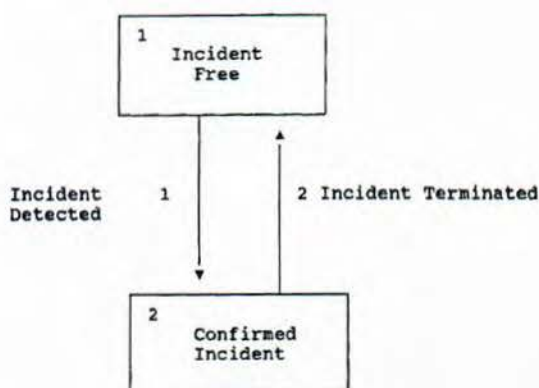 1
Incident
Free
Incident
Detected
1
2 Incident Terminated
2
Confirmed
Incident